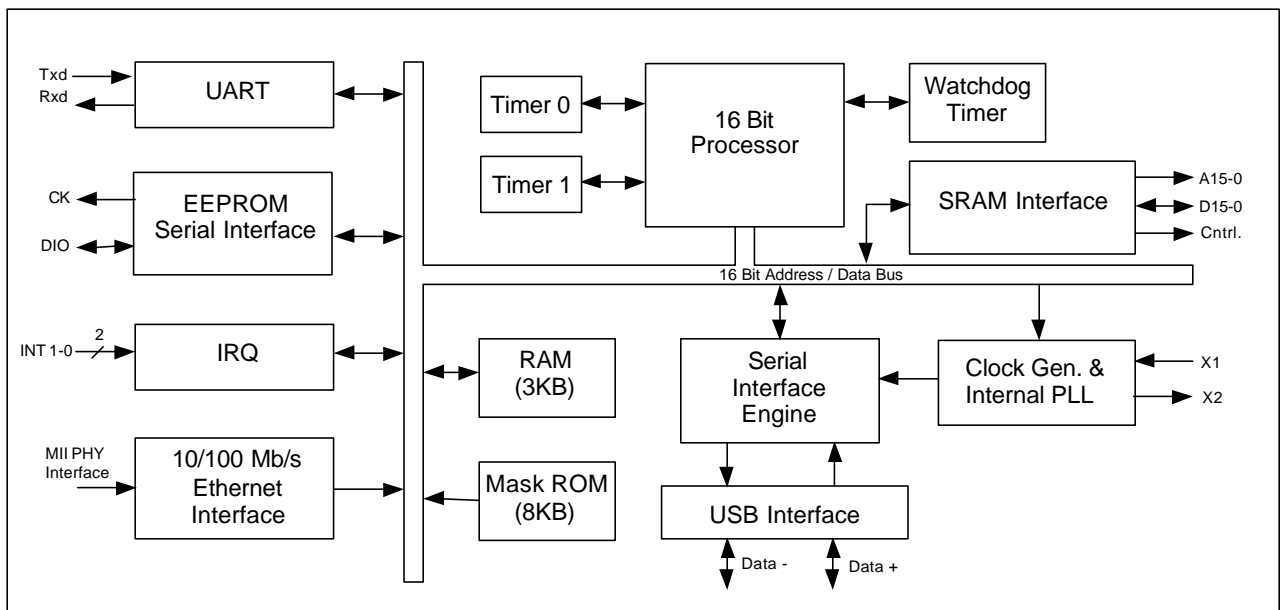 Txd
Rxd
UART
CK
DIO
EEPROM
Serial Interface
INT 1-0
2
IRQ
MII PHY
Interface
10/100 Mb/s
Ethernet
Interface
Timer 0
Timer 1
16 Bit
Processor
Watchdog
Timer
SRAM Interface
A15-0
D15-0
Cntrl.
16 Bit Address / Data Bus
RAM
(3KB)
Mask ROM
(8KB)
Serial
Interface
Engine
Clock Gen. &
Internal PLL
X1
X2
USB Interface
Data -
Data +